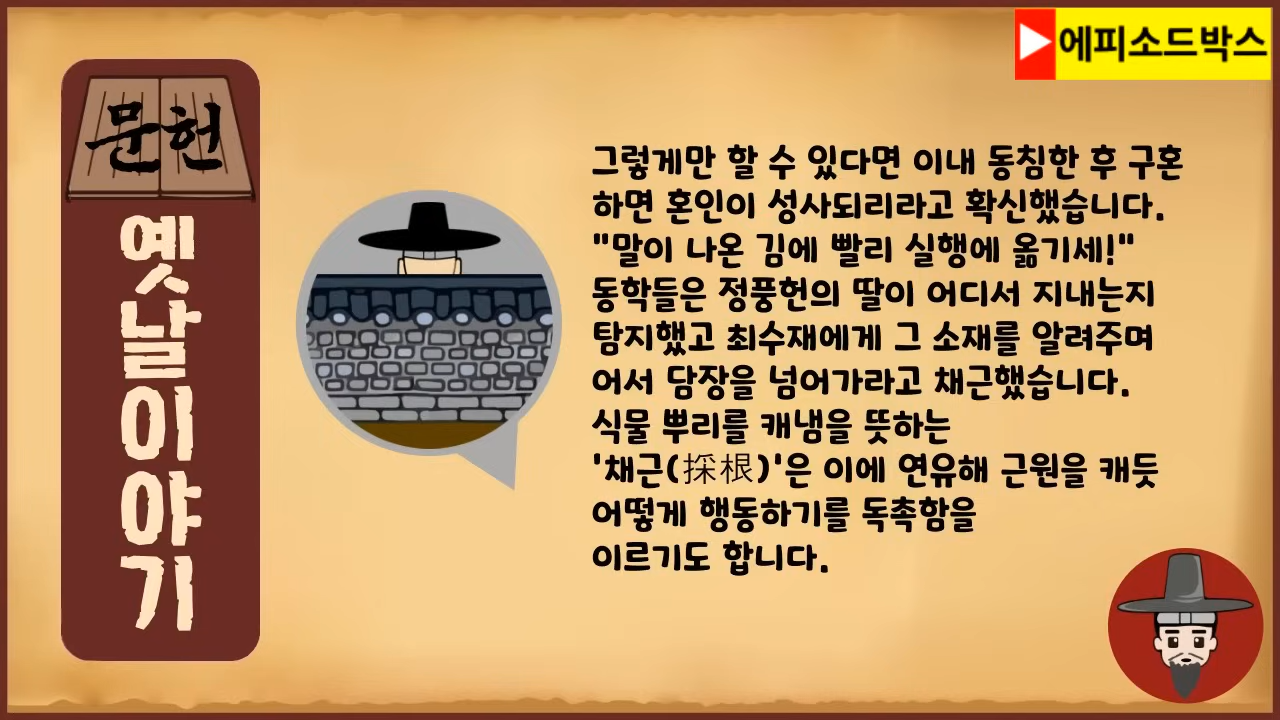 에피소드박스
문헌
옛날이야기
그렇게만 할 수 있다면 이내 동침한 후 구혼
하면 혼인이 성사되리라고 확신했습니다.
"말이 나온 김에 빨리 실행에 옮기세!"
동학들은 정풍헌의 딸이 어디서 지내는지
탐지했고 최수재에게 그 소재를 알려주며
어서 담장을 넘어가라고 채근했습니다.
식물 뿌리를 캐냄을 뜻하는
'채근(採根)'은 이에 연유해 근원을 캐듯
어떻게 행동하기를 독촉함을
이르기도 합니다.